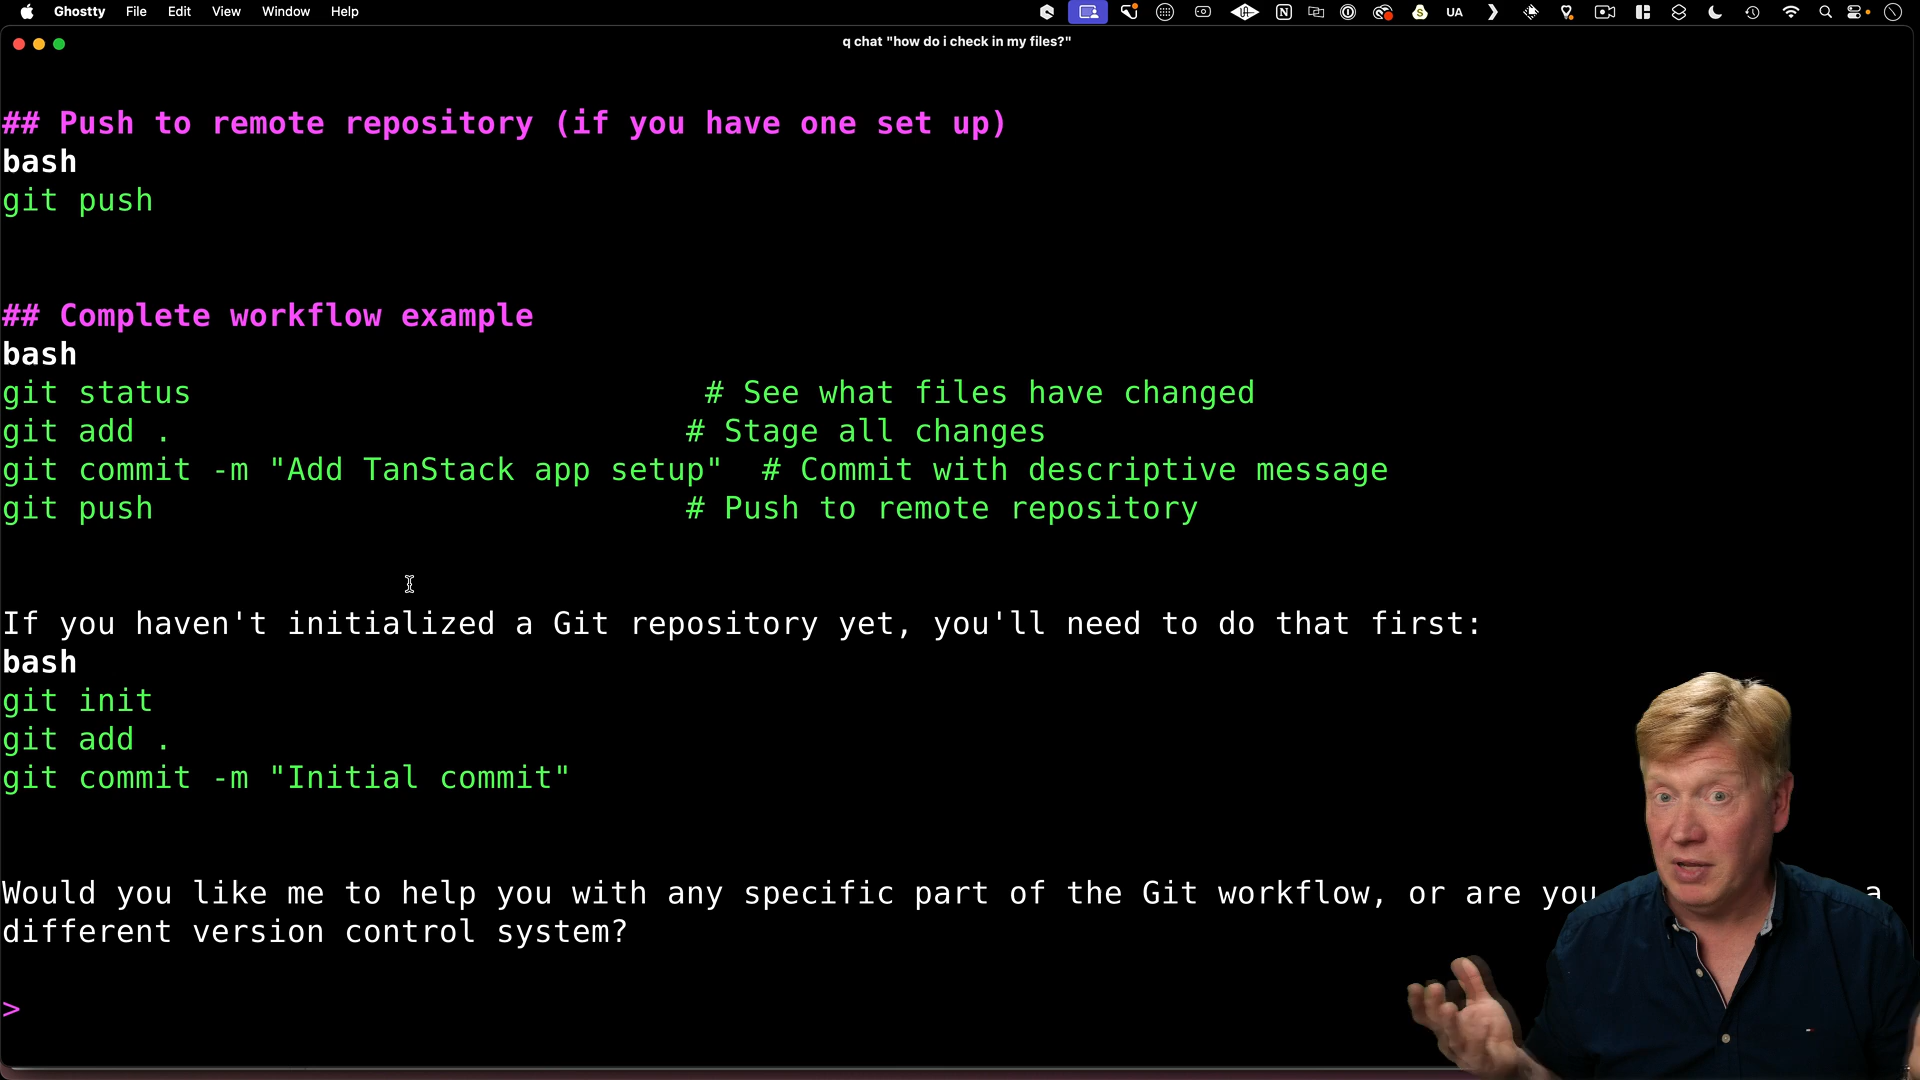 Ghostty File Edit View Window Help UA
q chat "how do i check in my files?"
## Push to remote repository (if you have one set up)
bash
git push
## Complete workflow example
bash
git status # See what files have changed
git add . # Stage all changes
git commit -m "Add TanStack app setup" # Commit with descriptive message
git push # Push to remote repository
If you haven't initialized a Git repository yet, you'll need to do that first:
bash
git init
git add .
git commit -m "Initial commit"
Would you like me to help you with any specific part of the Git workflow, or are you a
different version control system?
>